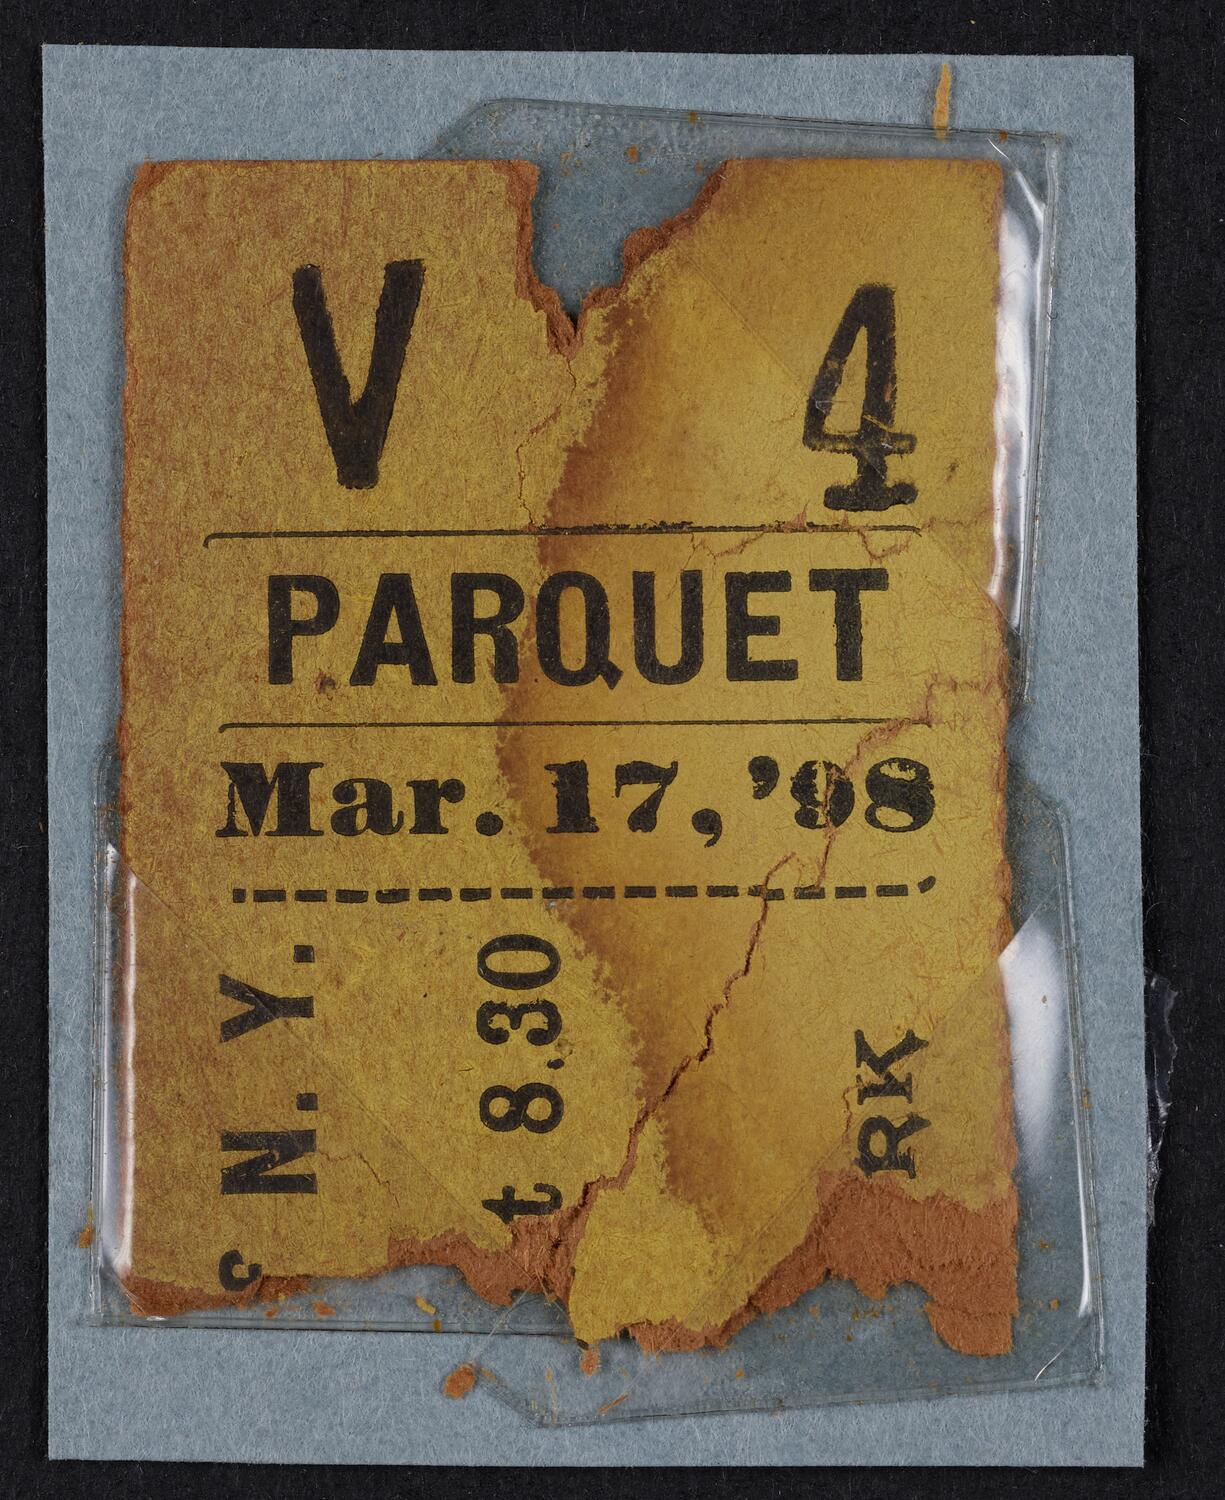 V 4
PARQUET
Mar. 17, '98
N. Y.
t 8.30
RK